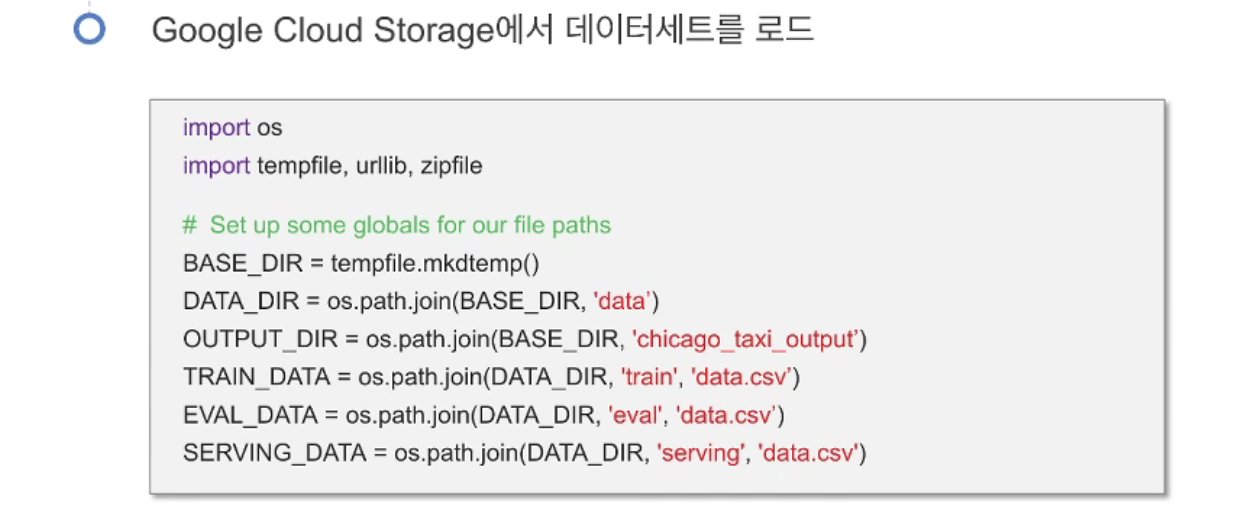 Google Cloud Storage에서 데이터세트를 로드
import os
import tempfile, urllib, zipfile
# Set up some globals for our file paths
BASE_DIR = tempfile.mkdtemp()
DATA_DIR = os.path.join(BASE_DIR, 'data’)
OUTPUT_DIR = os.path.join(BASE_DIR, 'chicago_taxi_output’)
TRAIN_DATA = os.path.join(DATA_DIR, 'train', 'data.csv’)
EVAL_DATA = os.path.join(DATA_DIR, 'eval', 'data.csv’)
SERVING_DATA = os.path.join(DATA_DIR, 'serving', 'data.csv')